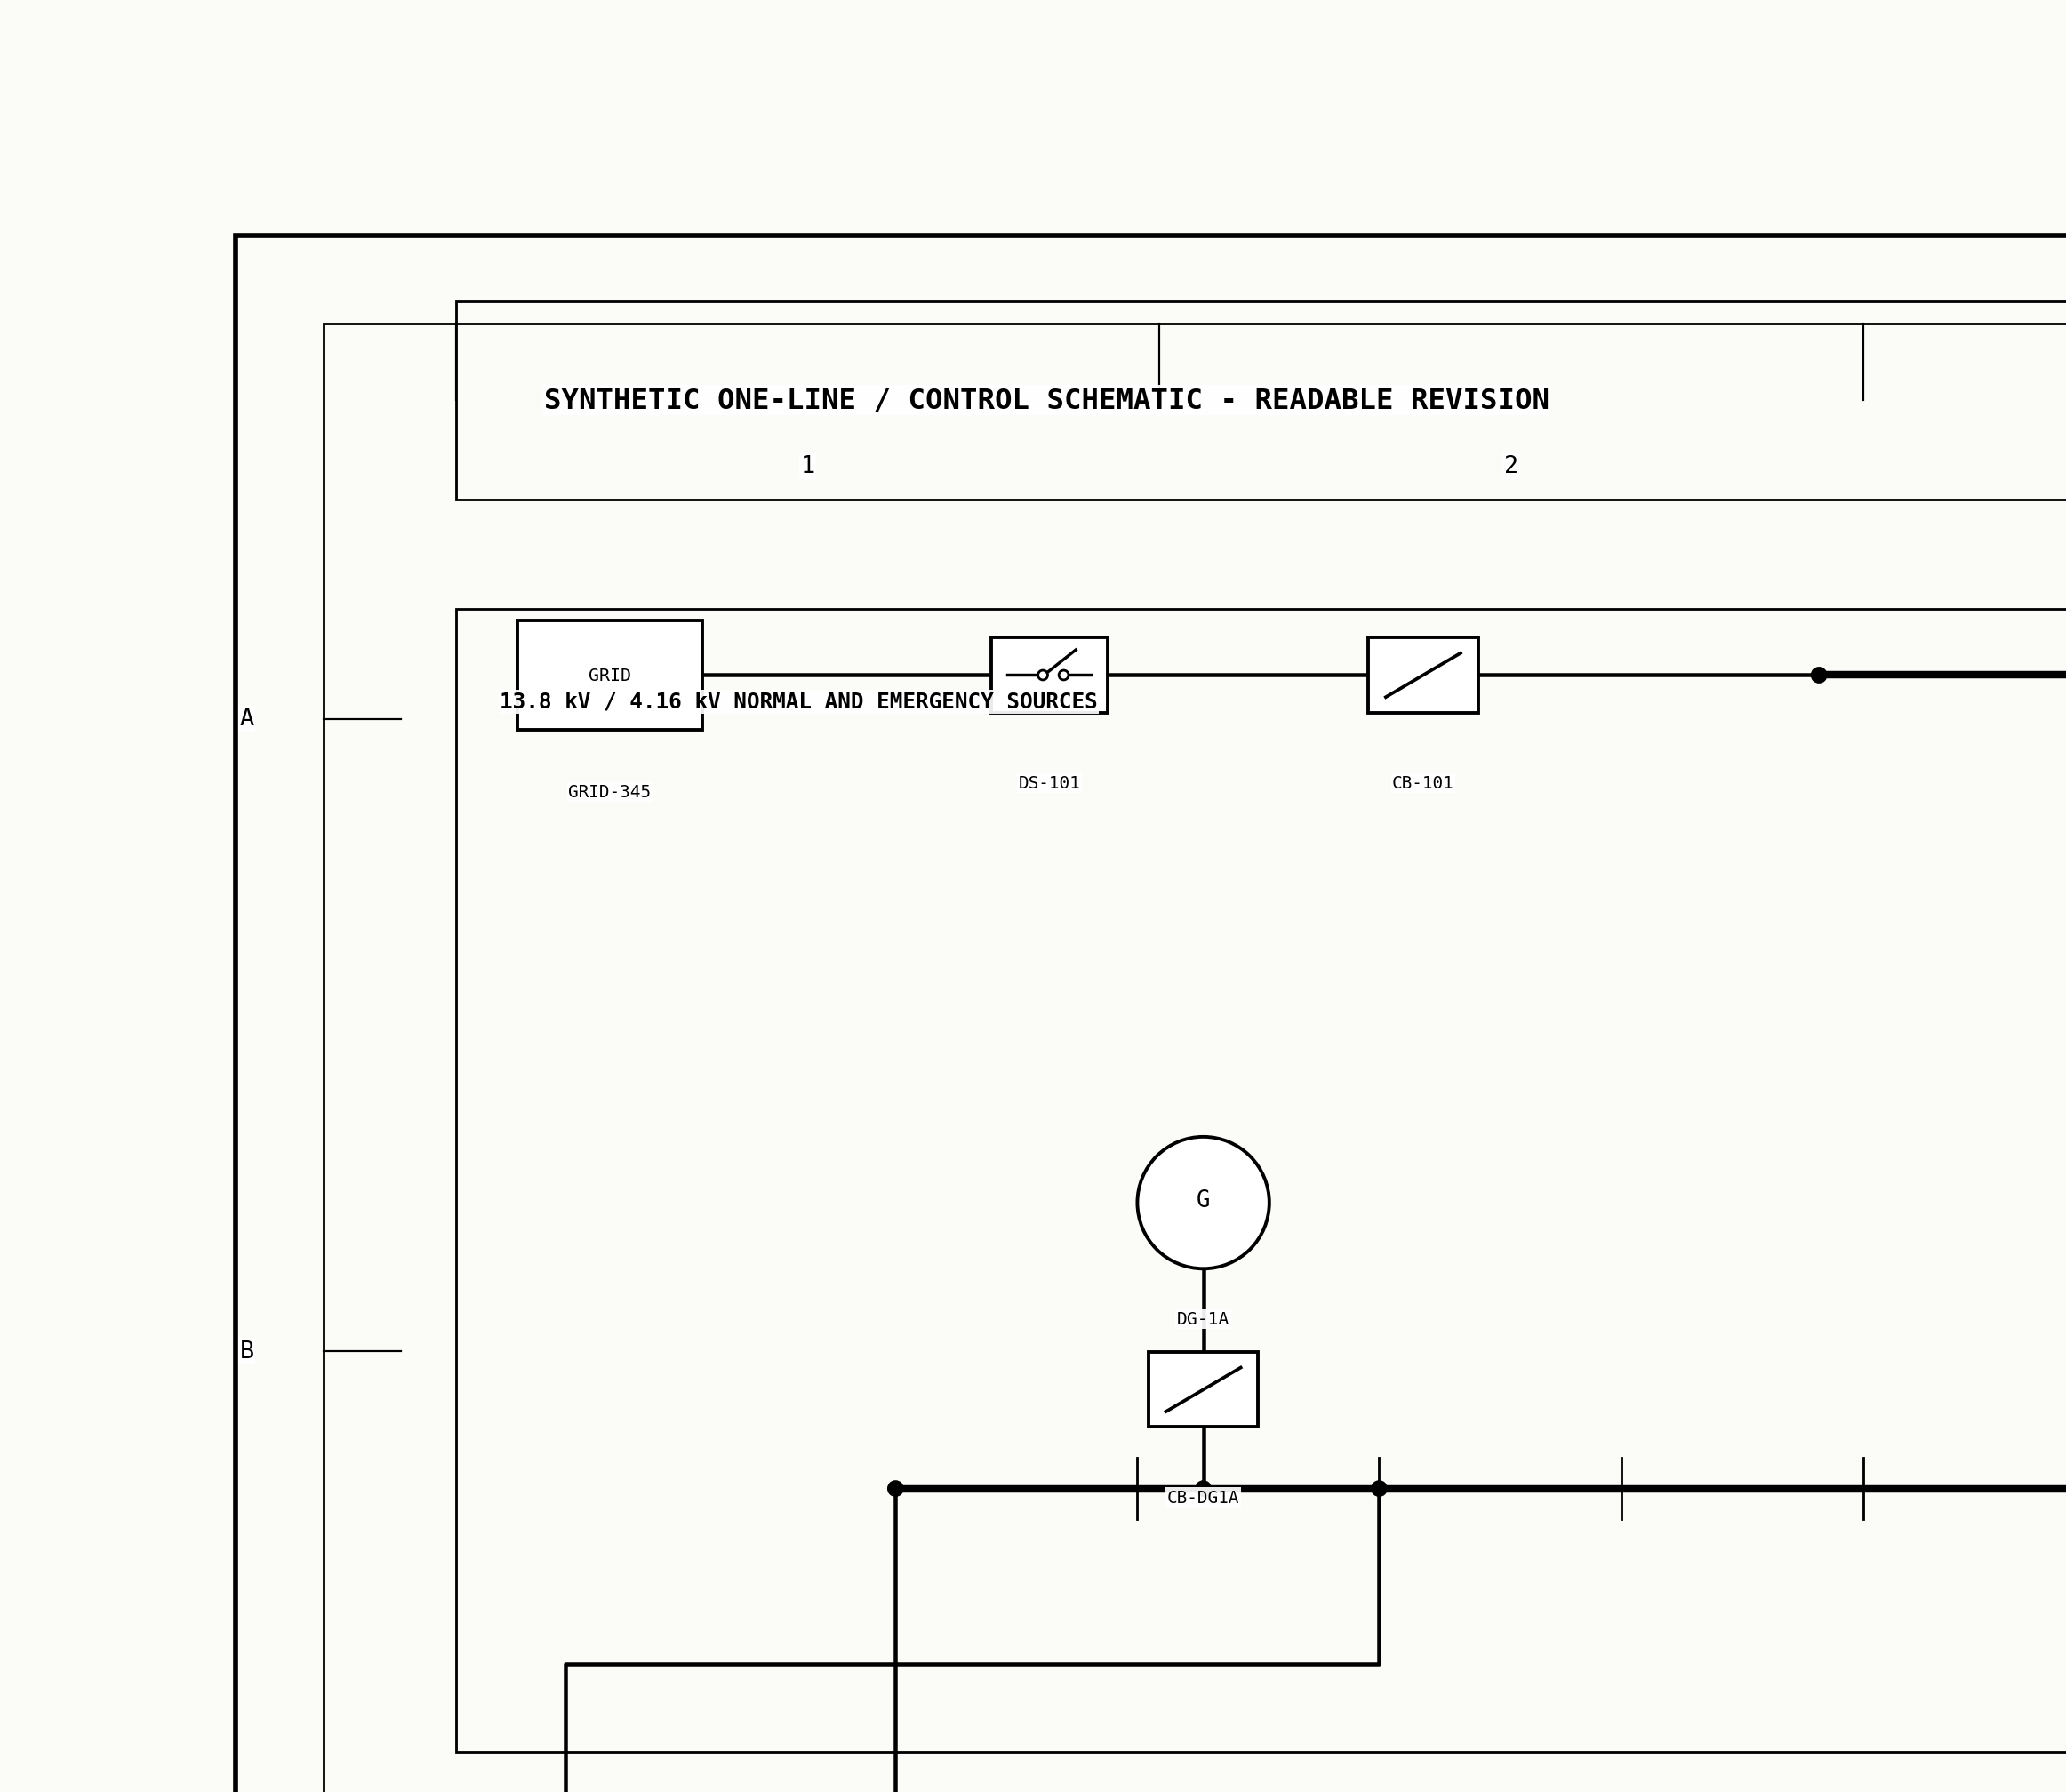 SYNTHETIC ONE-LINE / CONTROL SCHEMATIC - READABLE REVISION
1 2
GRID
13.8 kV / 4.16 kV NORMAL AND EMERGENCY SOURCES
A
GRID-345 DS-101 CB-101
G
DG-1A
B
CB-DG1A